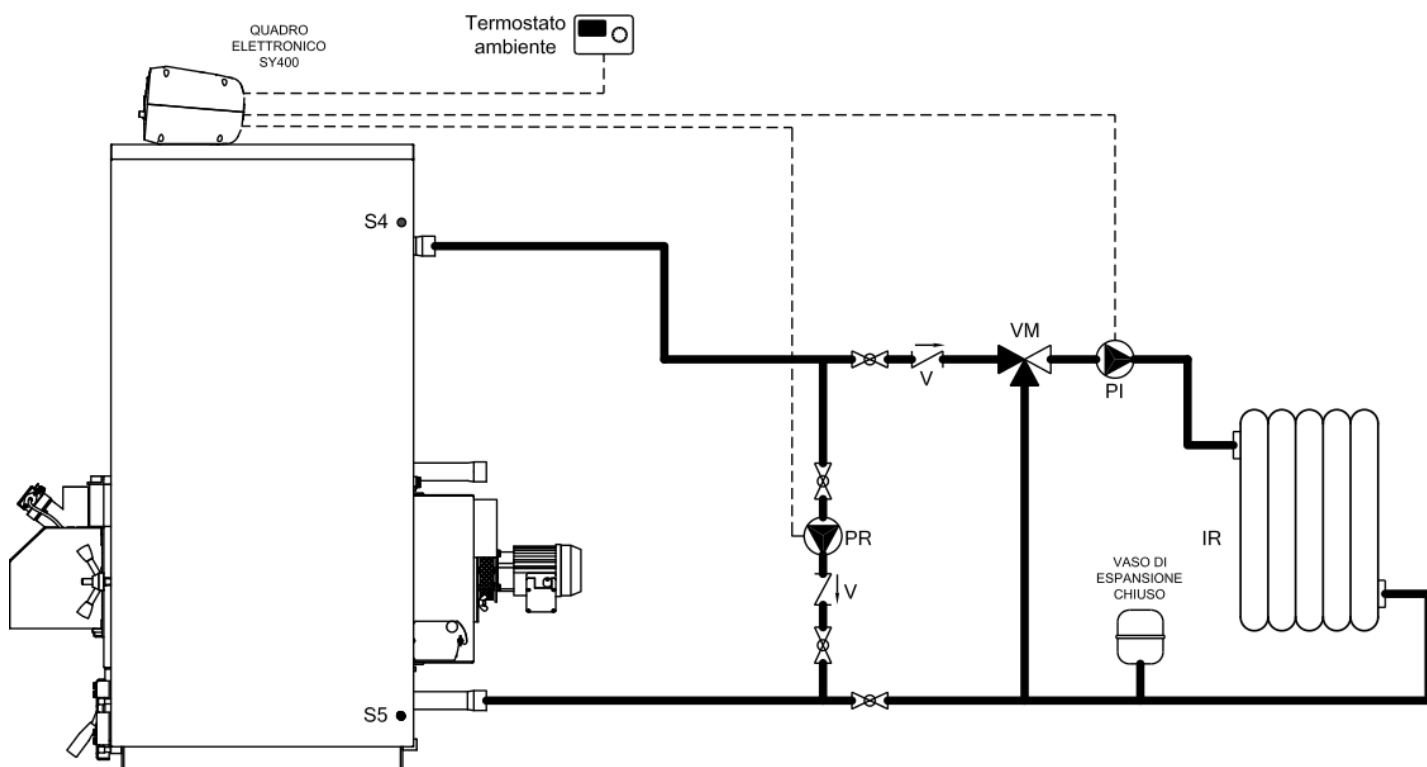 QUADRO
ELETTRONICO
SY400
Termostato
ambiente
S4
VM
V
PI
PR
IR
V
VASO DI
ESPANSIONE
CHIUSO
S5